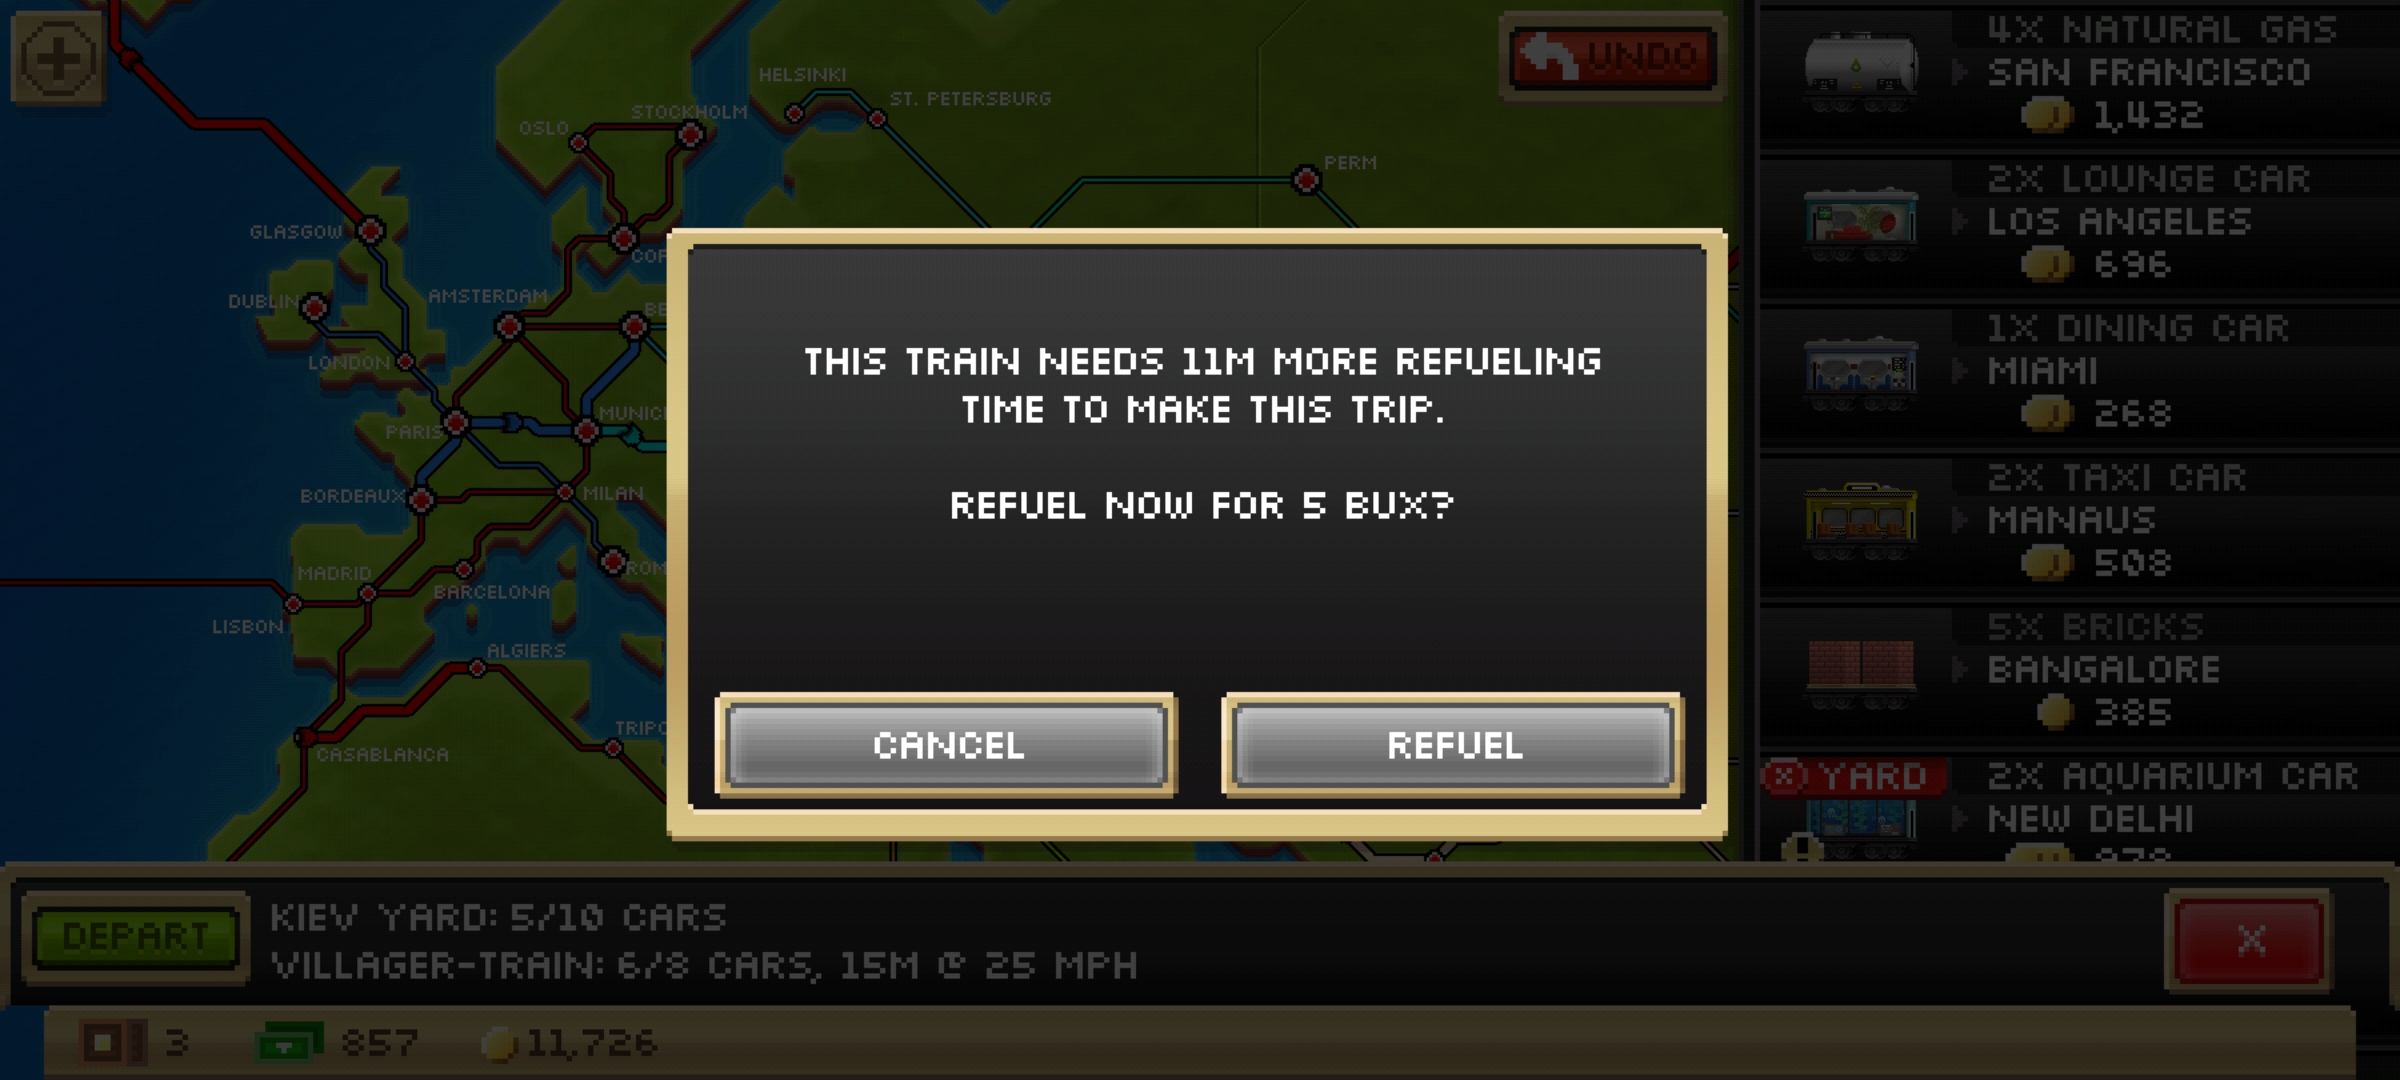 UNDO
HELSINKI
ST. PETERSBURG
STOCKHOLM
OSLO
PERM
GLASGOW
DUBLIN
AMSTERDAM
LONDON
PARIS
BORDEAUX
MILAN
MADRID
BARCELONA
LISBON
ALGIERS
CASABLANCA
THIS TRAIN NEEDS 11M MORE REFUELING
TIME TO MAKE THIS TRIP.
REFUEL NOW FOR 5 BUX?
CANCEL
REFUEL
4X NATURAL GAS
SAN FRANCISCO
1,432
2X LOUNGE CAR
LOS ANGELES
696
1X DINING CAR
MIAMI
268
2X TAXI CAR
MANAUS
508
5X BRICKS
BANGALORE
385
X YARD
2X AQUARIUM CAR
NEW DELHI
DEPART
KIEV YARD: 5/10 CARS
VILLAGER-TRAIN: 6/8 CARS, 15M @ 25 MPH
X
3
857
11,726